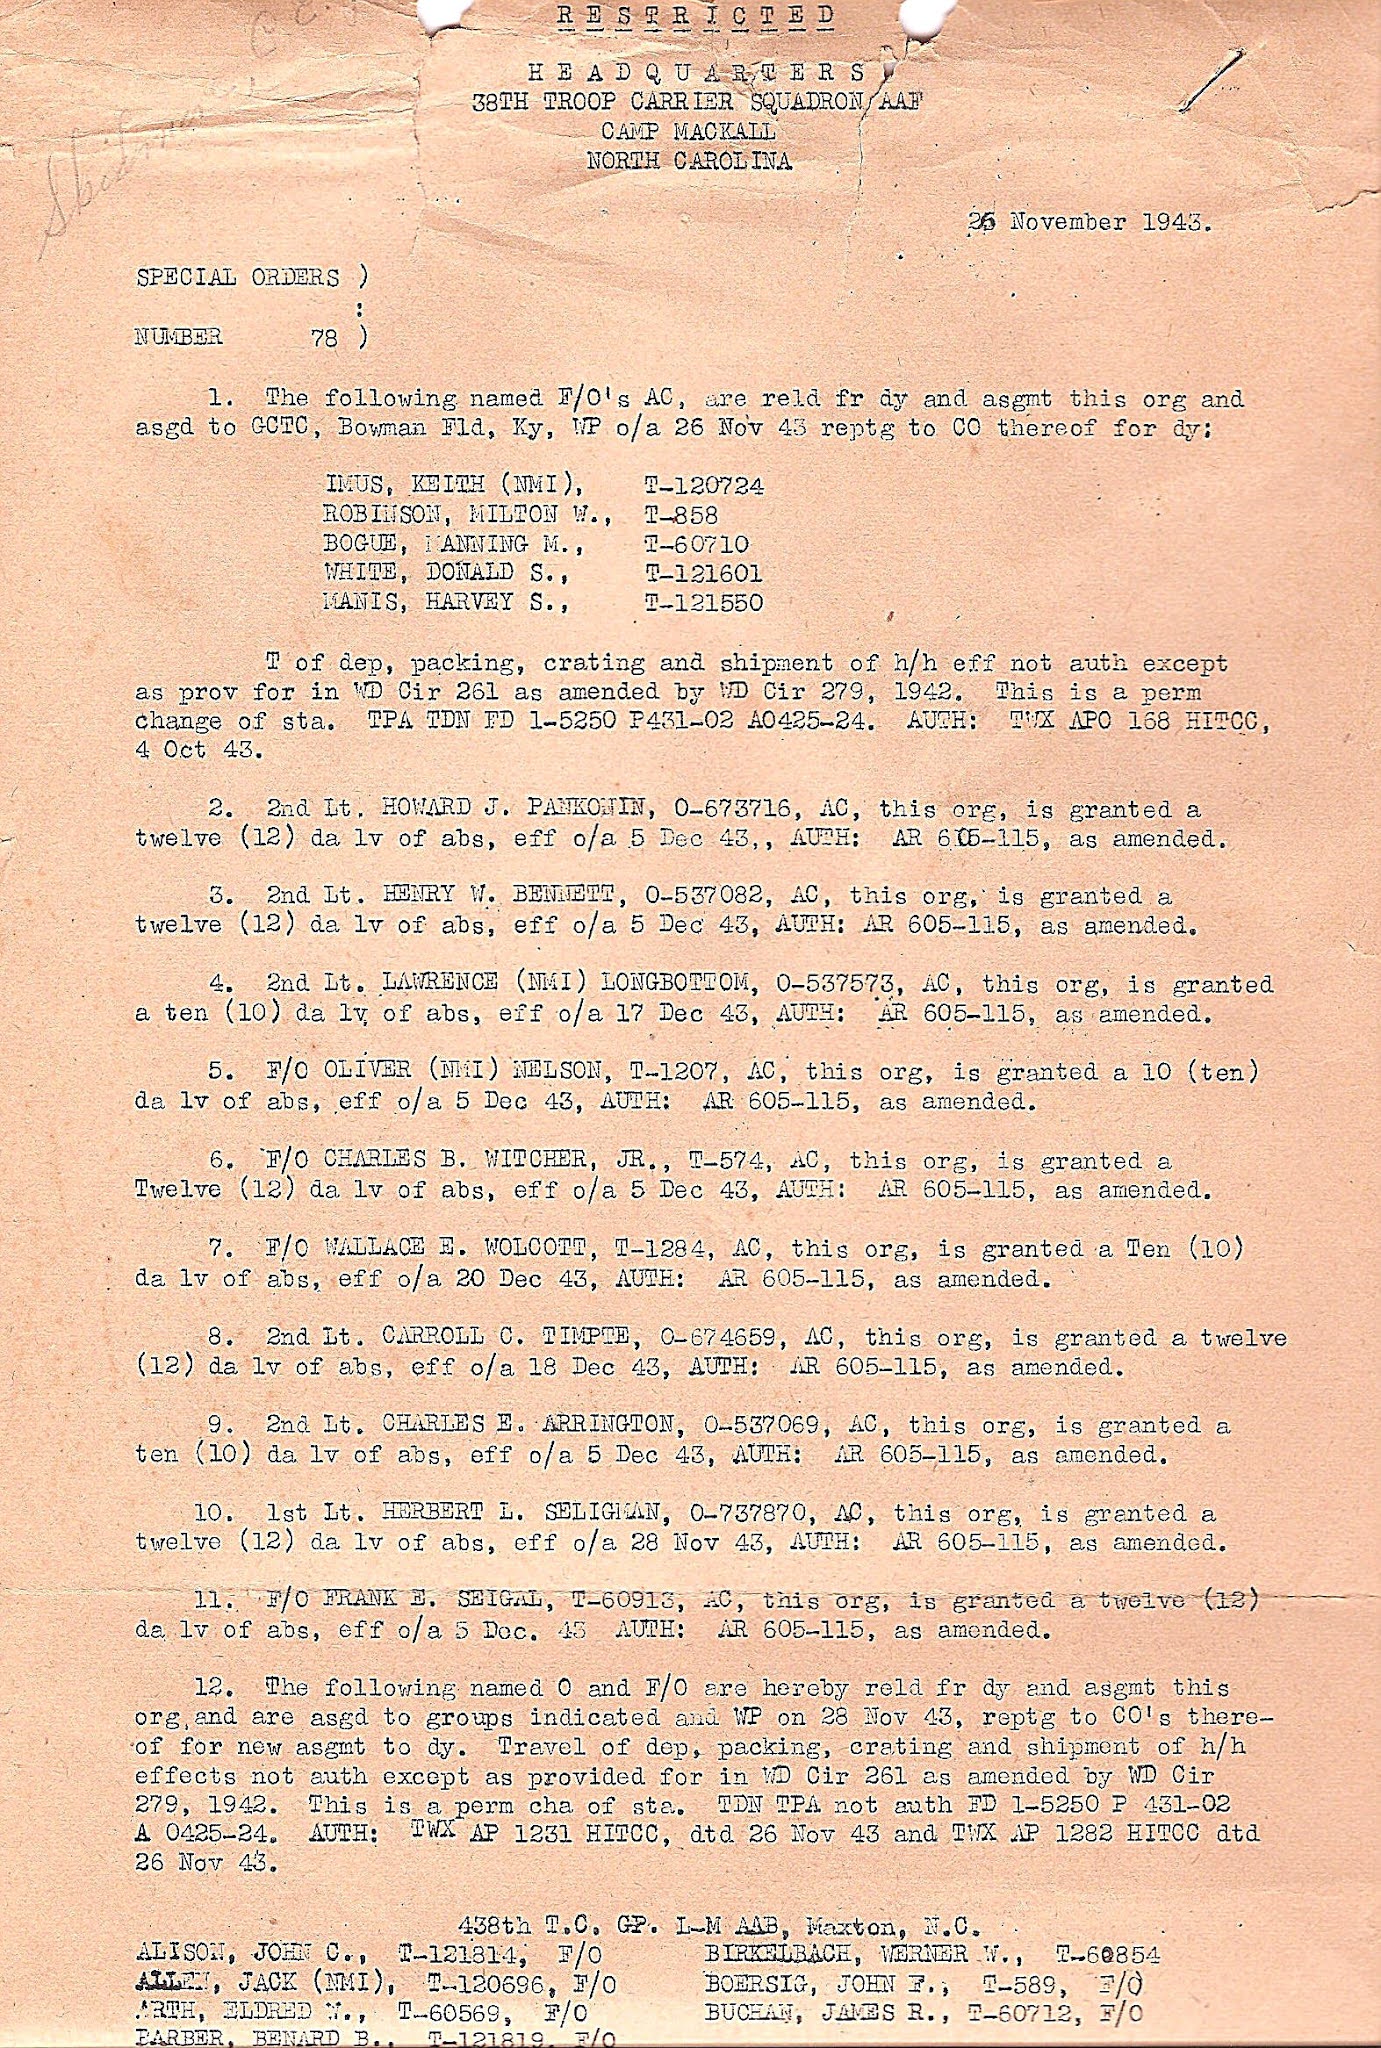 RESTRICTED
HEADQUARTERS
38TH TROOP CARRIER SQUADRON AAF
CAMP MACKALL
NORTH CAROLINA
26 November 1943.
SPECIAL ORDERS )
:
NUMBER 78 )
1. The following named F/O's AC, are reld fr dy and asgmt this org and
asgd to GCTC, Bowman Fld, Ky, WP o/a 26 Nov 43 reptg to CO thereof for dy:
IMUS, KEITH (NMI), T-120724
ROBINSON, MILTON W., T-858
BOGUE, MANNING M., T-60710
WHITE, DONALD S., T-121601
MANIS, HARVEY S., T-121550
T of dep, packing, crating and shipment of h/h eff not auth except
as prov for in WD Cir 261 as amended by WD Cir 279, 1942. This is a perm
change of sta. TPA TDN FD 1-5250 P431-02 A0425-24. AUTH: TWX APO 168 HITCC,
4 Oct 43.
2. 2nd Lt. HOWARD J. PANKONIN, O-673716, AC, this org, is granted a
twelve (12) da lv of abs, eff o/a 5 Dec 43,, AUTH: AR 605-115, as amended.
3. 2nd Lt. HENRY W. BENNETT, O-537082, AC, this org, is granted a
twelve (12) da lv of abs, eff o/a 5 Dec 43, AUTH: AR 605-115, as amended.
4. 2nd Lt. LAWRENCE (NMI) LONGBOTTOM, O-537573, AC, this org, is granted
a ten (10) da lv of abs, eff o/a 17 Dec 43, AUTH: AR 605-115, as amended.
5. F/O OLIVER (NMI) NELSON, T-1207, AC, this org, is granted a 10 (ten)
da lv of abs, eff o/a 5 Dec 43, AUTH: AR 605-115, as amended.
6. F/O CHARLES B. WITCHER, JR., T-574, AC, this org, is granted a
Twelve (12) da lv of abs, eff o/a 5 Dec 43, AUTH: AR 605-115, as amended.
7. F/O WALLACE E. WOLCOTT, T-1284, AC, this org, is granted a Ten (10)
da lv of abs, eff o/a 20 Dec 43, AUTH: AR 605-115, as amended.
8. 2nd Lt. CARROLL C. TIMPTE, O-674659, AC, this org, is granted a twelve
(12) da lv of abs, eff o/a 18 Dec 43, AUTH: AR 605-115, as amended.
9. 2nd Lt. CHARLES E. ARRINGTON, O-537069, AC, this org, is granted a
ten (10) da lv of abs, eff o/a 5 Dec 43, AUTH: AR 605-115, as amended.
10. 1st Lt. HERBERT L. SELIGMAN, O-737870, AC, this org, is granted a
twelve (12) da lv of abs, eff o/a 28 Nov 43, AUTH: AR 605-115, as amended.
11. F/O FRANK E. SEIGAL, T-60913, AC, this org, is granted a twelve (12)
da lv of abs, eff o/a 5 Dec. 43 AUTH: AR 605-115, as amended.
12. The following named O and F/O are hereby reld fr dy and asgmt this
org,and are asgd to groups indicated and WP on 28 Nov 43, reptg to CO's there-
of for new asgmt to dy. Travel of dep, packing, crating and shipment of h/h
effects not auth except as provided for in WD Cir 261 as amended by WD Cir
279, 1942. This is a perm cha of sta. TDN TPA not auth FD 1-5250 P 431-02
A 0425-24. AUTH: TWX AP 1231 HITCC, dtd 26 Nov 43 and TWX AP 1282 HITCC dtd
26 Nov 43.
438th T.C. GP. L-M AAB, Maxton, N.C.
ALISON, JOHN C., T-121814, F/O BIRKELBACH, WERNER W., T-60854
ALLEN, JACK (NMI), T-120696, F/O BOERSIG, JOHN F., T-589, F/O
ARTH, ELDRED W., T-60569, F/O BUCHAN, JAMES R., T-60712, F/O
BARBER, BENARD B., T-121819, F/O